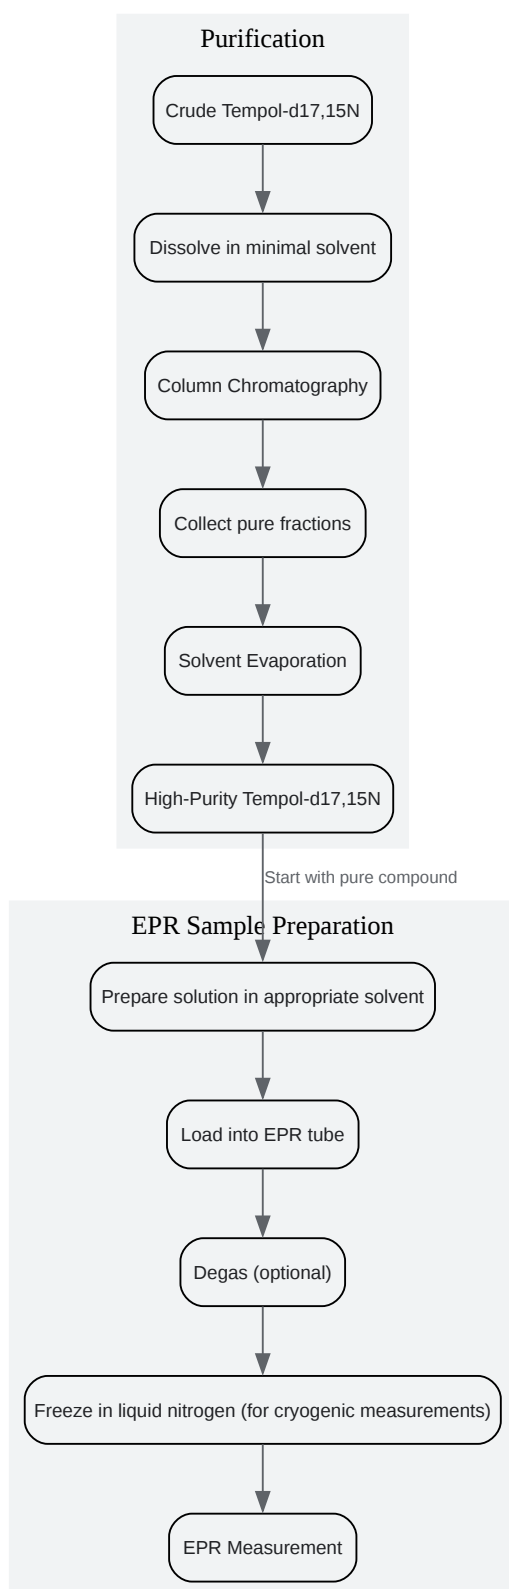 Purification
Crude Tempol-d17,15N
Dissolve in minimal solvent
Column Chromatography
Collect pure fractions
Solvent Evaporation
High-Purity Tempol-d17,15N
Start with pure compound
EPR Sample Preparation
Prepare solution in appropriate solvent
Load into EPR tube
Degas (optional)
Freeze in liquid nitrogen (for cryogenic measurements)
EPR Measurement